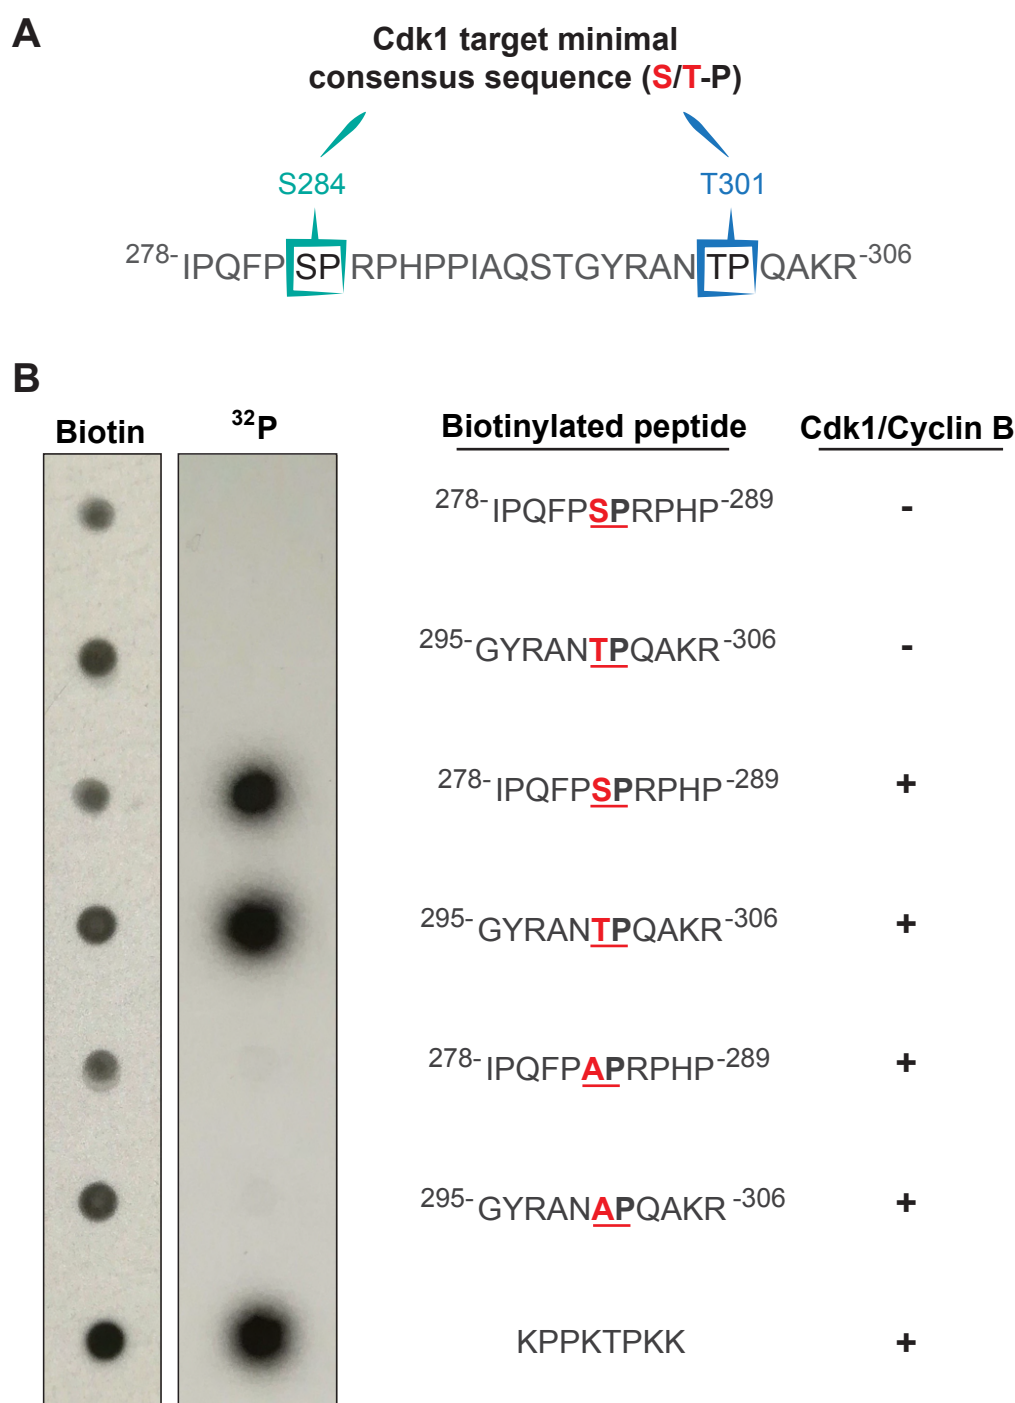 A
Cdk1 target minimal
consensus sequence (S/T-P)
S284
T301
278-IPQFPSPRPHPPIAQSTGYRANTPQAKR-306
B
Biotin
32P
Biotinylated peptide
Cdk1/Cyclin B
278-IPQFPSPRPHP-289
-
295-GYRANTPQAKR-306
-
278-IPQFPSPRPHP-289
+
295-GYRANTPQAKR-306
+
278-IPQFPAPRPHP-289
+
295-GYRANAPQAKR-306
+
KPPKTPKK
+